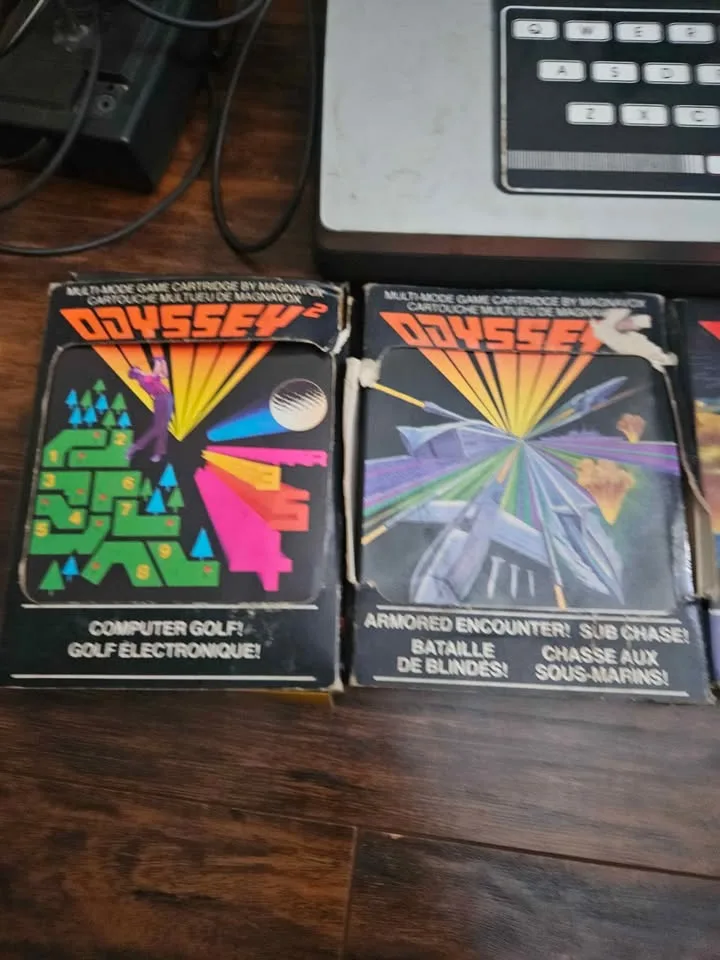 Q W E R
A S D
Z X C
MULTI-MODE GAME CARTRIDGE BY MAGNAVOX
CARTOUCHE MULTIJEU DE MAGNAVOX
ODYSSEY²
1 2
3 6
4 7
5 9
8
COMPUTER GOLF!
GOLF ÉLECTRONIQUE!
MULTI-MODE GAME CARTRIDGE BY MAGNAVOX
CARTOUCHE MULTIJEU DE
ODYSSEY
ARMORED ENCOUNTER! SUB CHASE!
BATAILLE
DE BLINDÉS!
CHASSE AUX
SOUS-MARINS!